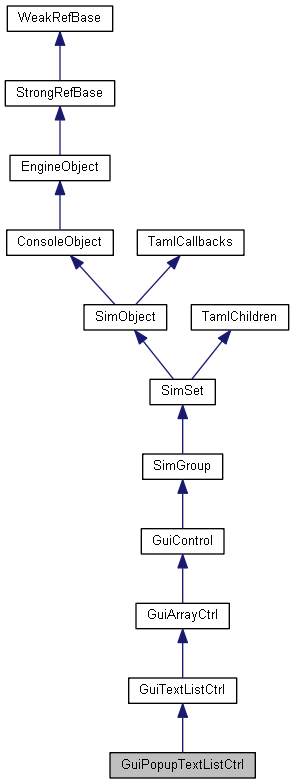 WeakRefBase
StrongRefBase
EngineObject
ConsoleObject
TamlCallbacks
SimObject
TamlChildren
SimSet
SimGroup
GuiControl
GuiArrayCtrl
GuiTextListCtrl
GuiPopupTextListCtrl